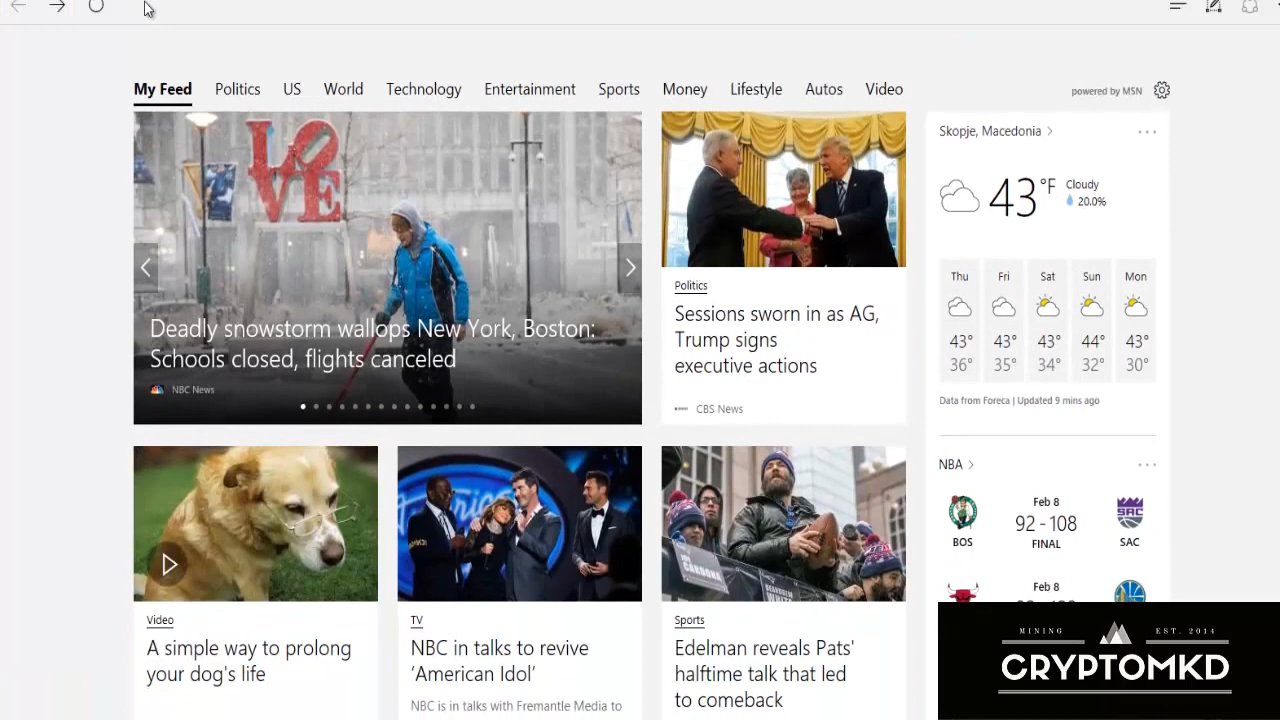 My Feed Politics US World Technology Entertainment Sports Money Lifestyle Autos Video
powered by MSN
LOVE
Deadly snowstorm wallops New York, Boston:
Schools closed, flights canceled
NBC News
Politics
Sessions sworn in as AG,
Trump signs
executive actions
CBS News
Skopje, Macedonia
43 °F Cloudy
20.0%
Thu Fri Sat Sun Mon
43° 43° 43° 44° 43°
36° 35° 34° 32° 30°
Data from Foreca | Updated 9 mins ago
NBA
Feb 8
92 - 108
FINAL
BOS
SAC
Feb 8
Video
A simple way to prolong
your dog's life
TV
NBC in talks to revive
‘American Idol’
NBC is in talks with Fremantle Media to
Sports
Edelman reveals Pats'
halftime talk that led
to comeback
MINING EST. 2014
CRYPTOMKD